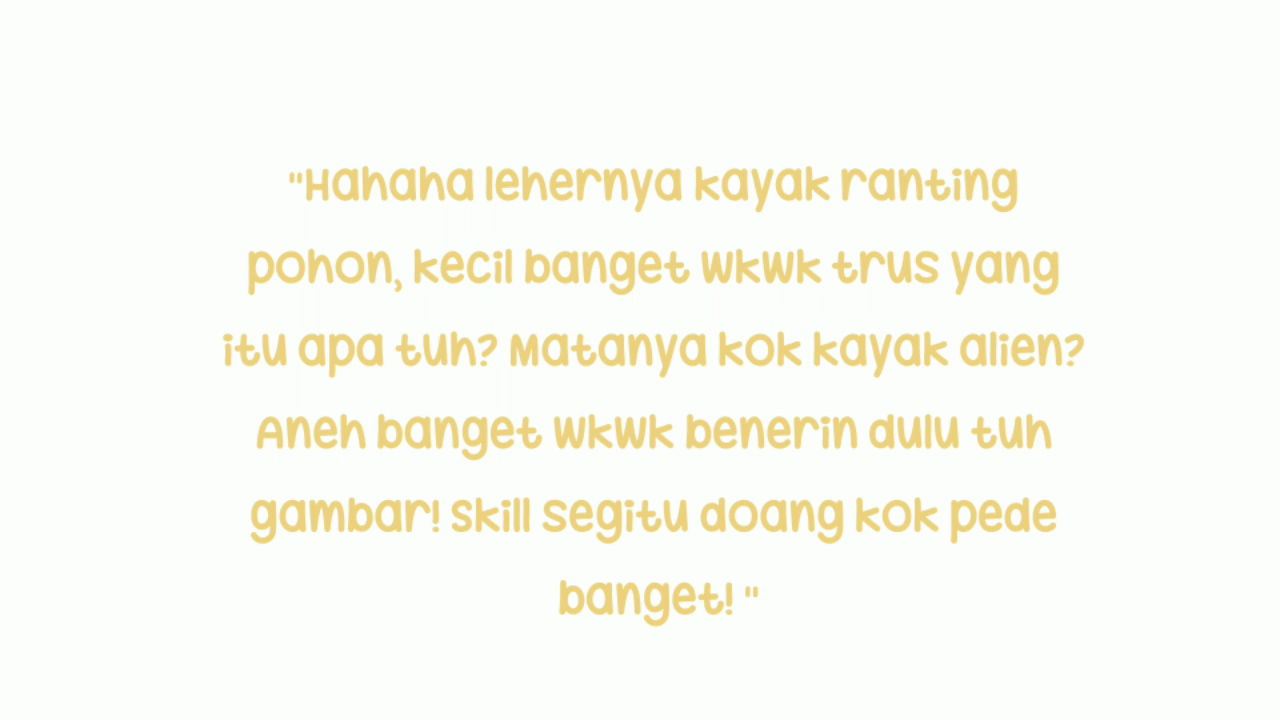 "Hahaha lehernya kayak ranting
pohon, kecil banget wkwk trus yang
itu apa tuh? Matanya kok kayak alien?
Aneh banget wkwk benerin dulu tuh
gambar! Skill segitu doang kok pede
banget! "